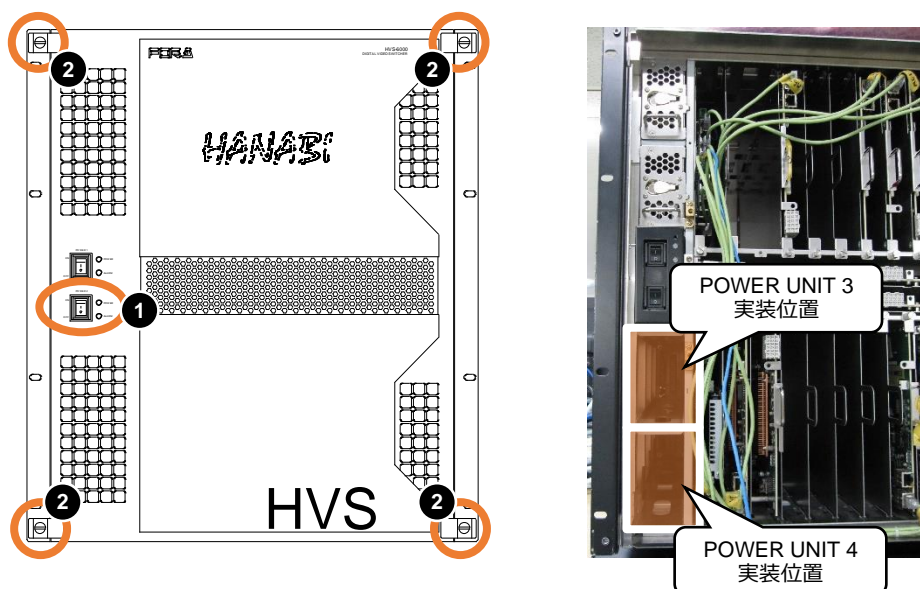 2
2
HVS-6000
DIGITAL VIDEO SWITCHER
HANABI
1
POWER UNIT 3
実装位置
2
2
HVS
POWER UNIT 4
実装位置